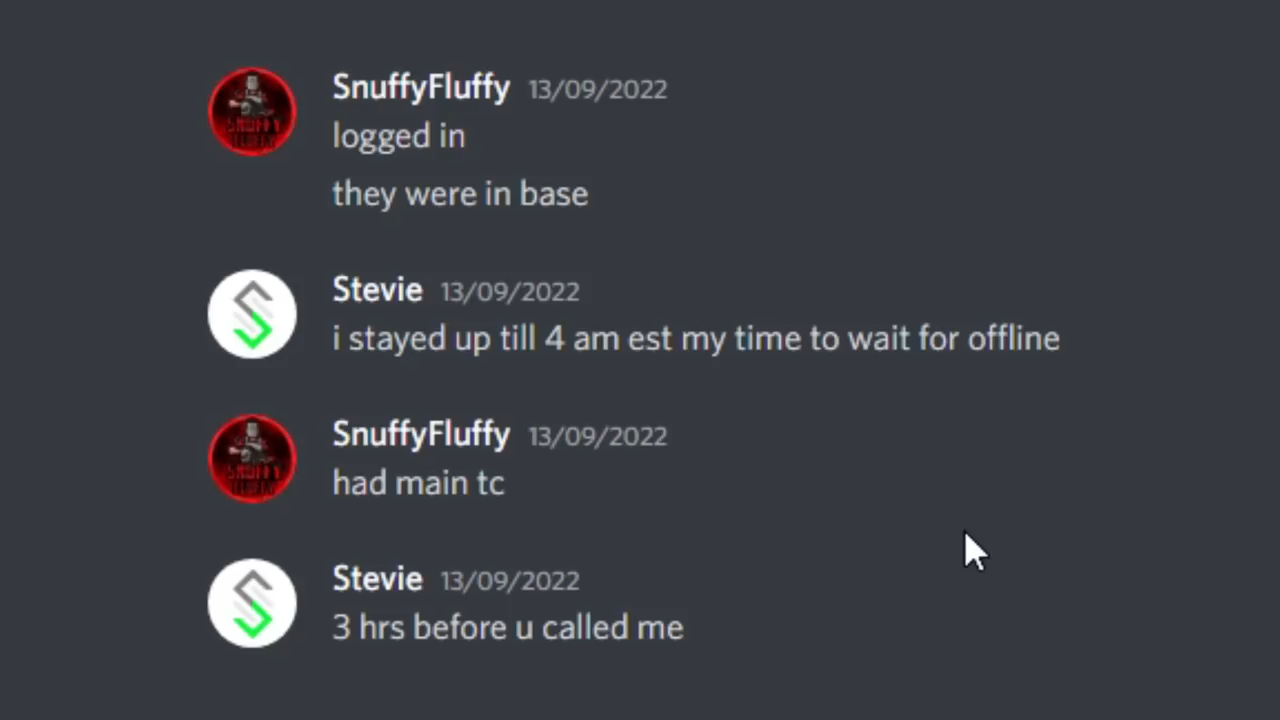 SnuffyFluffy 13/09/2022
logged in
they were in base
Stevie 13/09/2022
i stayed up till 4 am est my time to wait for offline
SnuffyFluffy 13/09/2022
had main tc
Stevie 13/09/2022
3 hrs before u called me